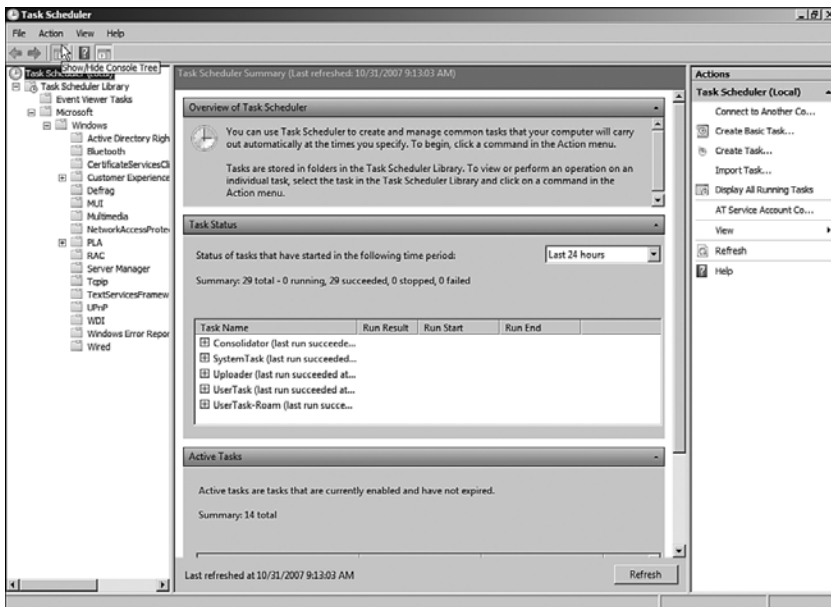 Task Scheduler
File Action View Help
Show/Hide Console Tree
Task Scheduler (Local)
Task Scheduler Library
Event Viewer Tasks
Microsoft
Windows
Active Directory Righ
Bluetooth
CertificateServicesCli
Customer Experience
Defrag
MUI
Multimedia
NetworkAccessProte
PLA
RAC
Server Manager
Tcpip
TextServicesFramew
UPnP
WDI
Windows Error Repor
Wired
Task Scheduler Summary (Last refreshed: 10/31/2007 9:13:03 AM)
Overview of Task Scheduler
You can use Task Scheduler to create and manage common tasks that your computer will carry
out automatically at the times you specify. To begin, click a command in the Action menu.
Tasks are stored in folders in the Task Scheduler Library. To view or perform an operation on an
individual task, select the task in the Task Scheduler Library and click on a command in the
Action menu.
Task Status
Status of tasks that have started in the following time period: Last 24 hours
Summary: 29 total - 0 running, 29 succeeded, 0 stopped, 0 failed
Task Name Run Result Run Start Run End
Consolidator (last run succeede...
SystemTask (last run succeeded...
Uploader (last run succeeded at...
UserTask (last run succeeded at...
UserTask-Roam (last run succe...
Active Tasks
Active tasks are tasks that are currently enabled and have not expired.
Summary: 14 total
Last refreshed at 10/31/2007 9:13:03 AM Refresh
Actions
Task Scheduler (Local)
Connect to Another Co...
Create Basic Task...
Create Task...
Import Task...
Display All Running Tasks
AT Service Account Co...
View
Refresh
Help